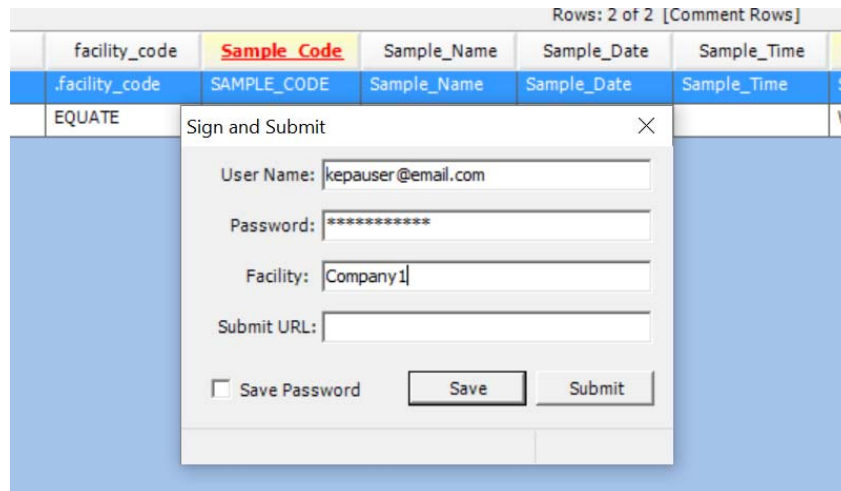 Rows: 2 of 2 [Comment Rows]
facility_code Sample_Code Sample_Name Sample_Date Sample_Time
.facility_code SAMPLE_CODE Sample_Name Sample_Date Sample_Time
EQUATE
Sign and Submit
User Name: kepauser@email.com
Password: ***********
Facility: Company1
Submit URL:
Save Password Save Submit